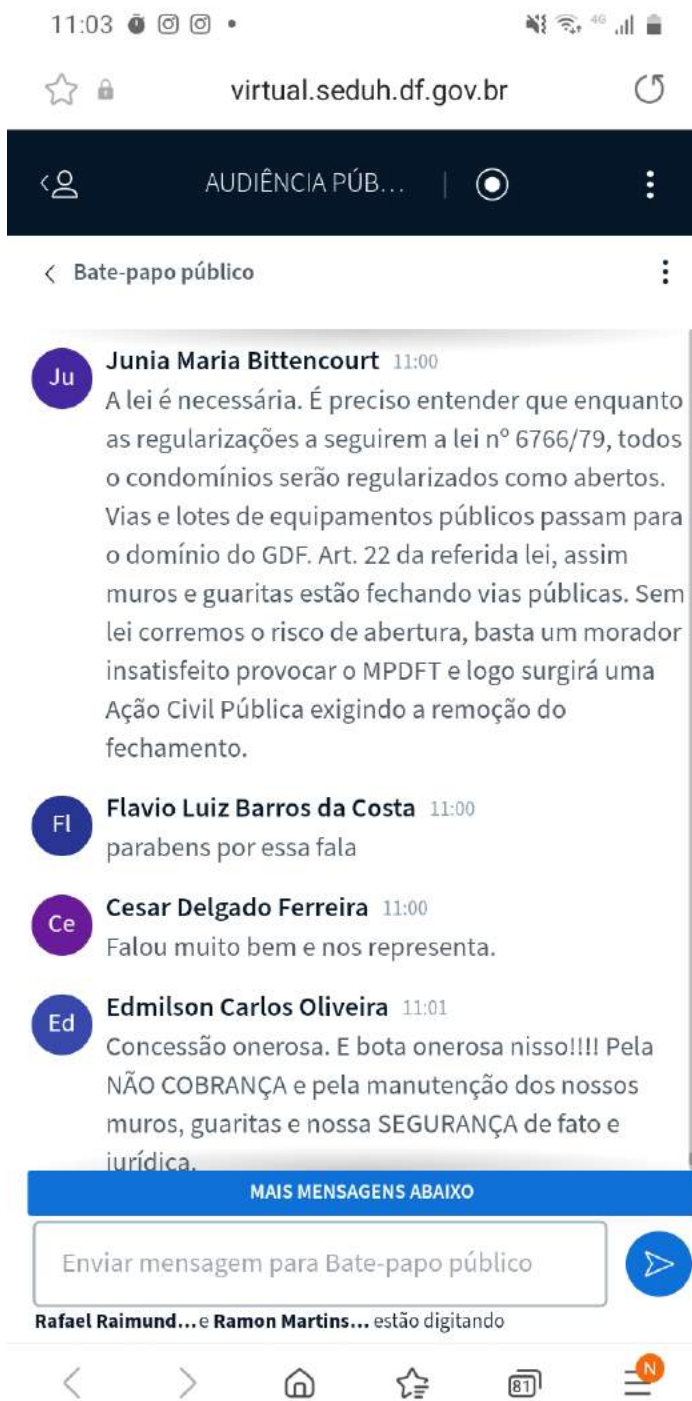 11:03
4G
virtual.seduh.df.gov.br
AUDIÊNCIA PÚB... |
Bate-papo público
Ju
Junia Maria Bittencourt 11:00
A lei é necessária. É preciso entender que enquanto
as regularizações a seguirem a lei nº 6766/79, todos
o condomínios serão regularizados como abertos.
Vias e lotes de equipamentos públicos passam para
o domínio do GDF. Art. 22 da referida lei, assim
muros e guaritas estão fechando vias públicas. Sem
lei corremos o risco de abertura, basta um morador
insatisfeito provocar o MPDFT e logo surgirá uma
Ação Civil Pública exigindo a remoção do
fechamento.
Fl
Flavio Luiz Barros da Costa 11:00
parabens por essa fala
Ce
Cesar Delgado Ferreira 11:00
Falou muito bem e nos representa.
Ed
Edmilson Carlos Oliveira 11:01
Concessão onerosa. E bota onerosa nisso!!!! Pela
NÃO COBRANÇA e pela manutenção dos nossos
muros, guaritas e nossa SEGURANÇA de fato e
jurídica.
MAIS MENSAGENS ABAIXO
Enviar mensagem para Bate-papo público
Rafael Raimund... e Ramon Martins... estão digitando
81
N